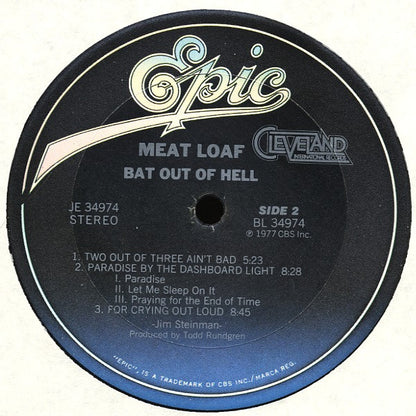 Epic
CLEVELAND
INTERNATIONAL RECORDS
MEAT LOAF
BAT OUT OF HELL
JE 34974
STEREO
SIDE 2
BL 34974
℗ 1977 CBS Inc.
1. TWO OUT OF THREE AIN'T BAD 5:23
2. PARADISE BY THE DASHBOARD LIGHT 8:28
I. Paradise
II. Let Me Sleep On It
III. Praying for the End of Time
3. FOR CRYING OUT LOUD 8:45
-Jim Steinman-
Produced by Todd Rundgren
"EPIC", IS A TRADEMARK OF CBS INC./MARCA REG.